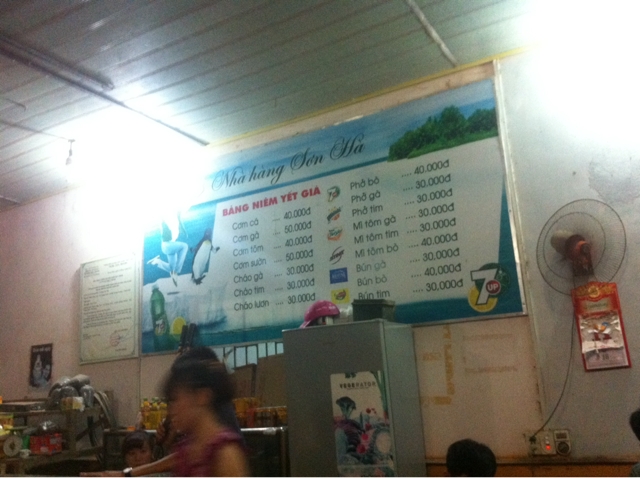 Nhà hàng Sơn Hà
BẢNG NIÊM YẾT GIÁ
Cơm cá .... 40.000đ
Cơm gà .... 60.000đ
Cơm tôm .... 40.000đ
Cơm sườn .... 50.000đ
Cháo gà .... 30.000đ
Cháo tim .... 30.000đ
Cháo lươn .... 30.000đ
Phở bò .... 40.000đ
Phở gà .... 30.000đ
Phở tim .... 30.000đ
Mì tôm gà .... 30.000đ
Mì tôm tim .... 30.000đ
Mì tôm bò .... 40.000đ
Bún gà .... 30.000đ
Bún bò .... 40.000đ
Bún tim .... 30.000đ
7UP